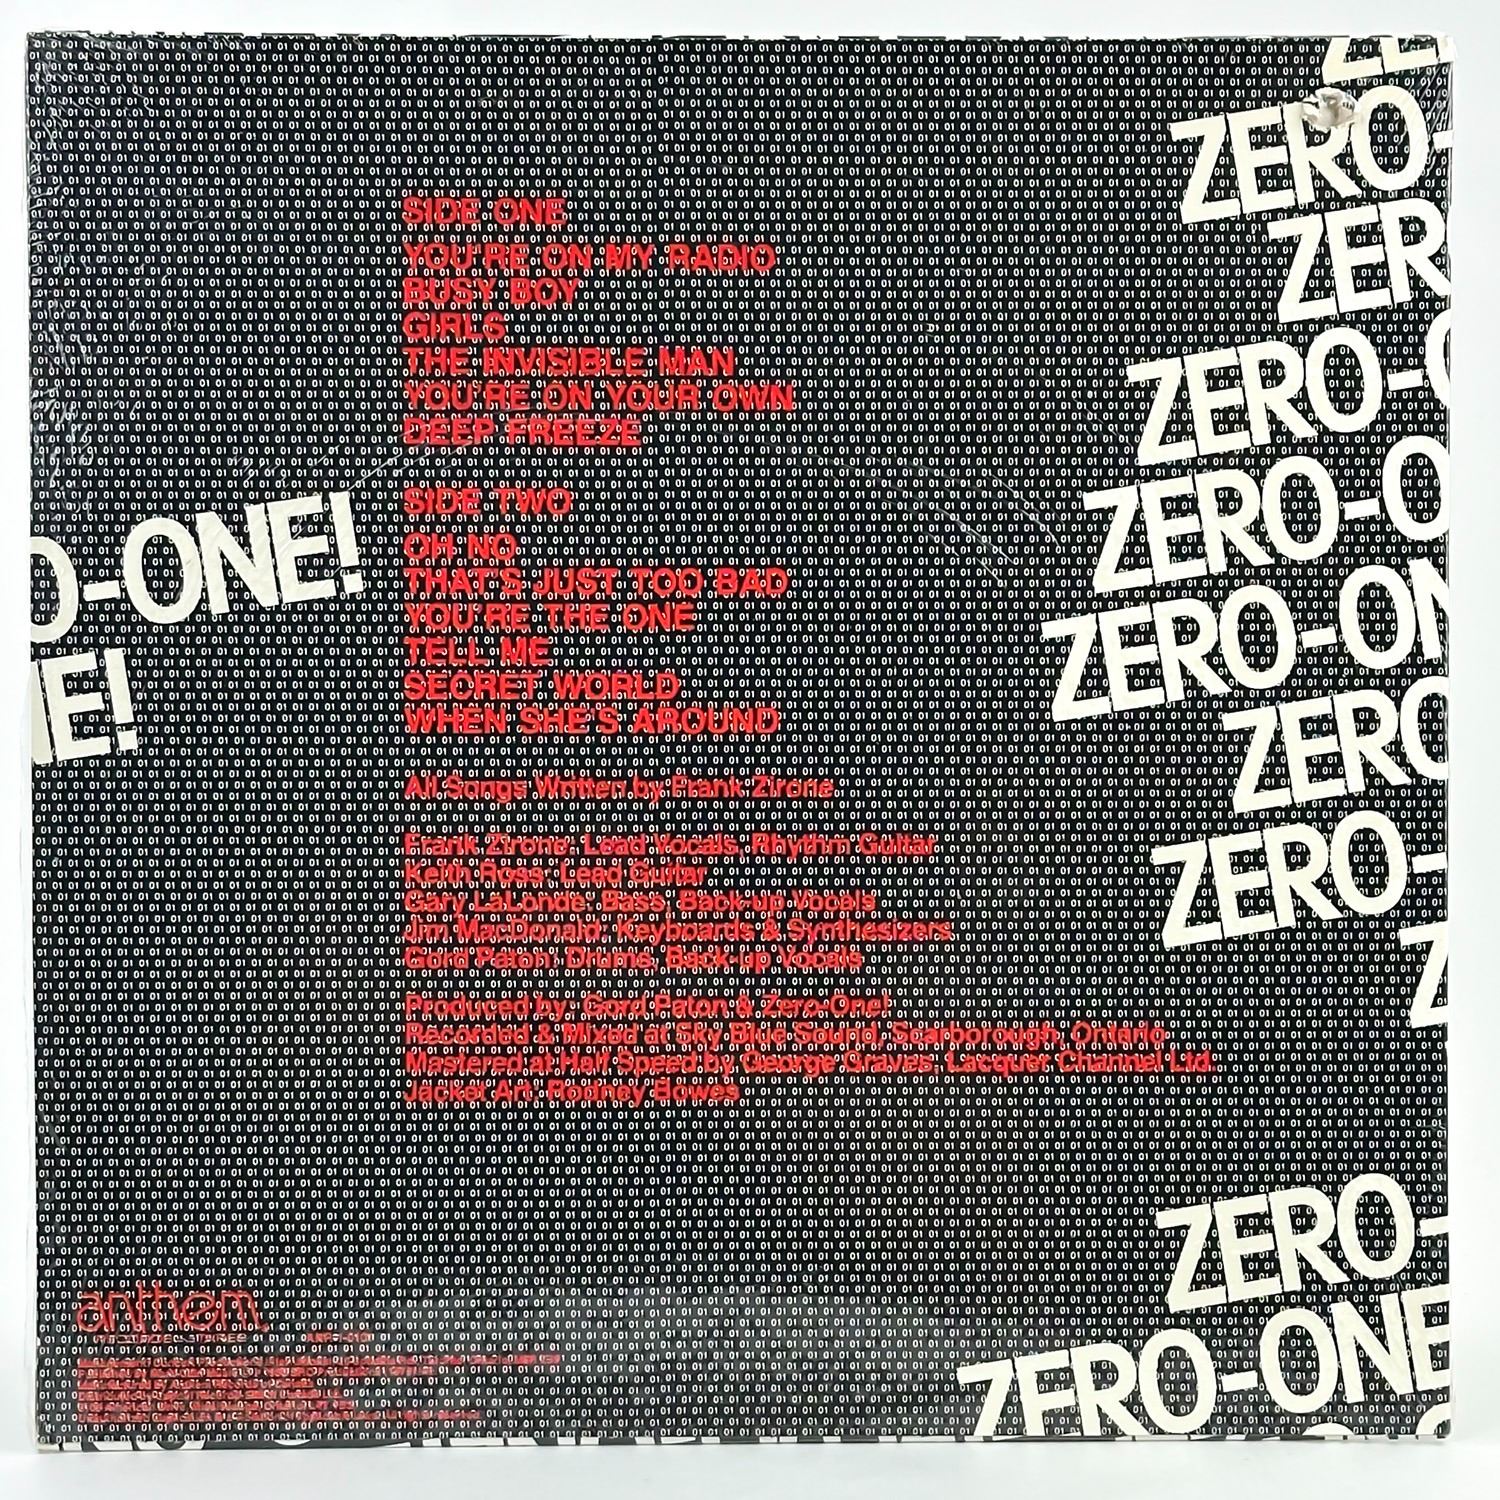 ZERO-
ZER
ZERO-O
ZERO-O
ZERO-ON
ZERO
ZERO-
Z
ZERO-
ZERO-ONE
ZERO-ONE
O-ONE!
NE!
SIDE ONE
YOU'RE ON MY RADIO
BUSY BOY
GIRLS
THE INVISIBLE MAN
YOU'RE ON YOUR OWN
DEEP FREEZE
SIDE TWO
OH NO
THAT'S JUST TOO BAD
YOU'RE THE ONE
TELL ME
SECRET WORLD
WHEN SHE'S AROUND
All Songs Written by Frank Zirone
Frank Zirone: Lead Vocals, Rhythm Guitar
Keith Ross: Lead Guitar
Gary LaLonde: Bass, Back-up Vocals
Jim MacDonald: Keyboards & Synthesizers
Gord Paton: Drums, Back-up Vocals
Produced by: Gord Paton & Zero-One!
Recorded & Mixed at Sky Blue Sound, Scarborough, Ontario
Mastered at Half Speed by George Graves, Lacquer Channel Ltd.
Jacket Art: Rodney Bowes
anthem